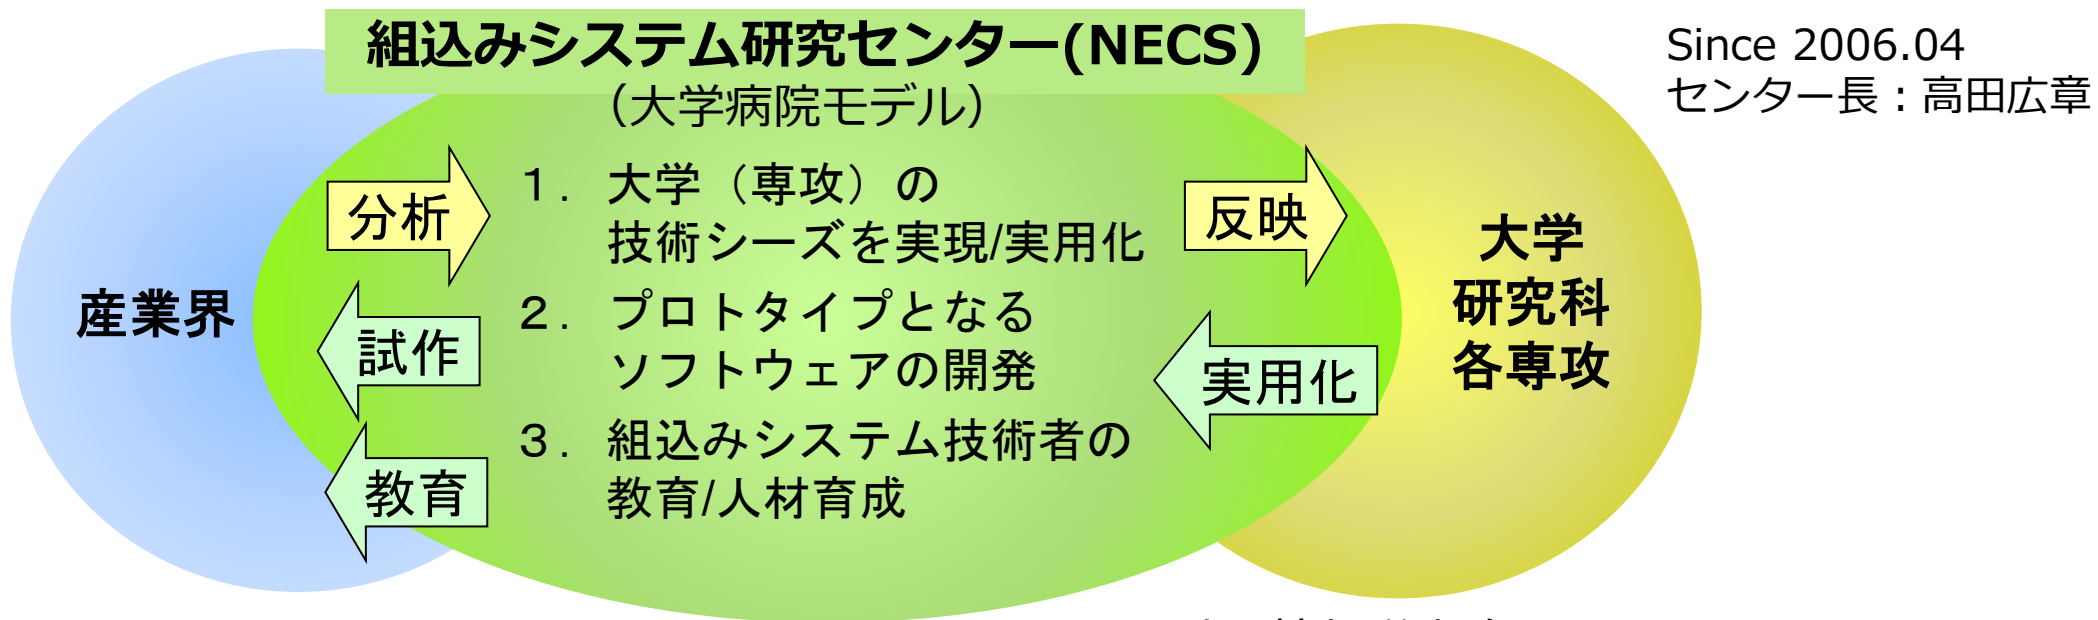 組込みシステム研究センター(NECS)
（大学病院モデル）
Since 2006.04
センター長：高田広章
分析
１．大学（専攻）の
技術シーズを実現/実用化
反映
大学
研究科
各専攻
産業界
試作
２．プロトタイプとなる
ソフトウェアの開発
実用化
３．組込みシステム技術者の
教育/人材育成
教育